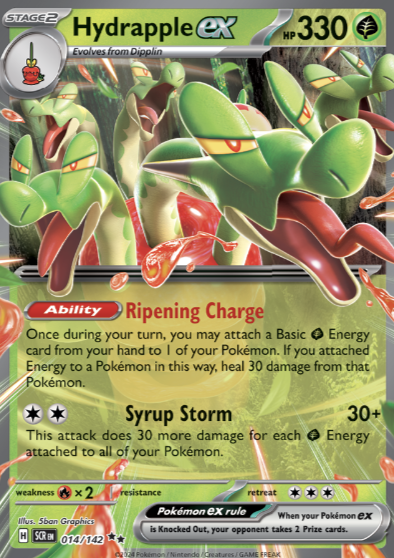 STAGE2 Hydrapple ex HP 330
Evolves from Dipplin
Ability Ripening Charge
Once during your turn, you may attach a Basic Energy
card from your hand to 1 of your Pokémon. If you attached
Energy to a Pokémon in this way, heal 30 damage from that
Pokémon.
Syrup Storm 30+
This attack does 30 more damage for each Energy
attached to all of your Pokémon.
weakness ×2 resistance retreat
Pokémon ex rule When your Pokémon ex
is Knocked Out, your opponent takes 2 Prize cards.
Illus. 5ban Graphics
H SCR EN 014/142
©2024 Pokémon / Nintendo / Creatures / GAME FREAK